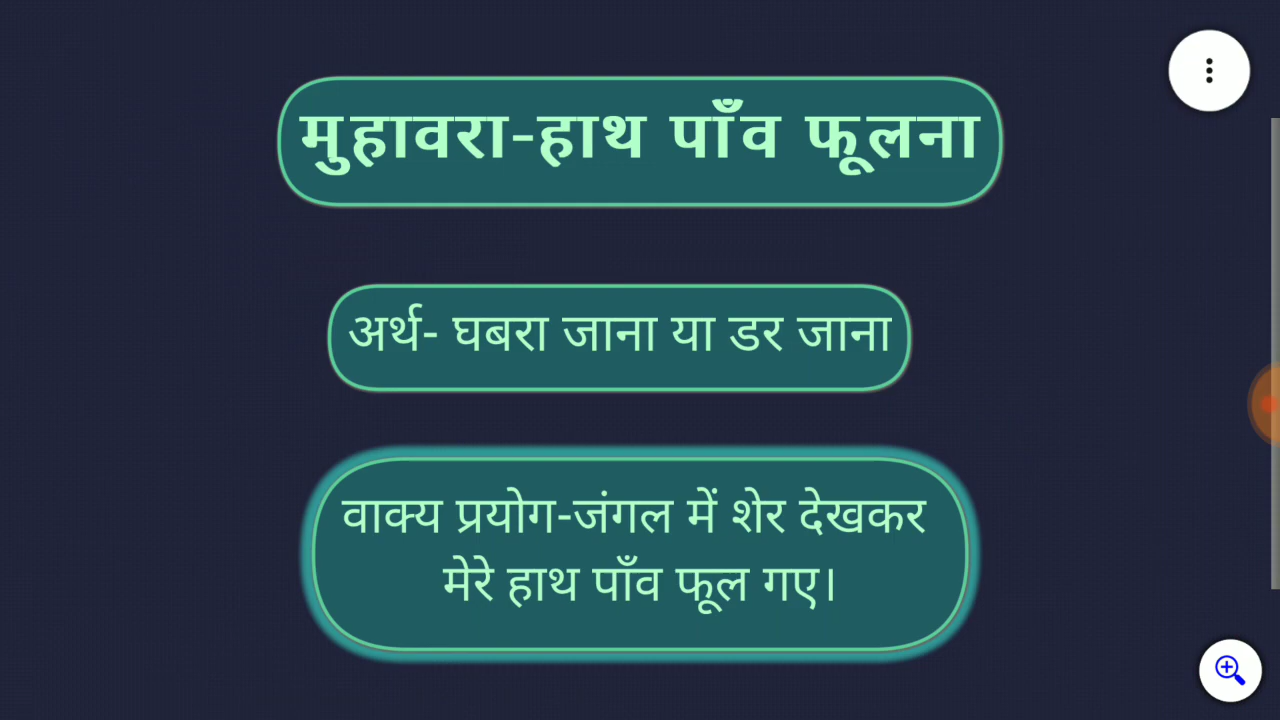 मुहावरा-हाथ पाँव फूलना
अर्थ- घबरा जाना या डर जाना
वाक्य प्रयोग-जंगल में शेर देखकर
मेरे हाथ पाँव फूल गए।